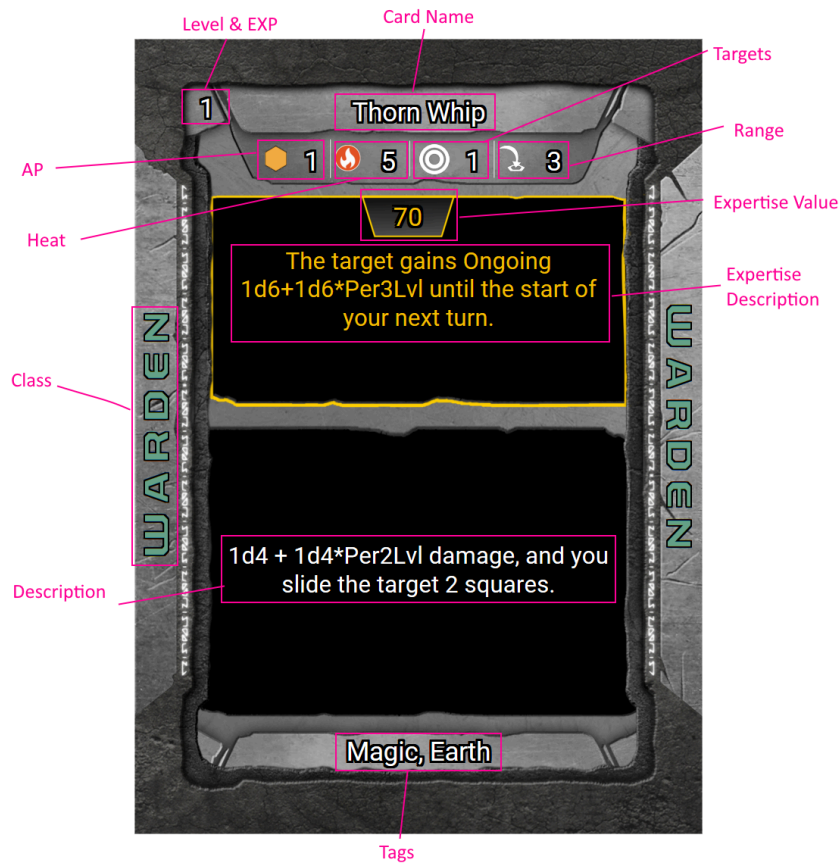 Level & EXP
Card Name
Targets
1
Thorn Whip
Range
AP
1
5
1
3
Heat
70
Expertise Value
The target gains Ongoing
1d6+1d6*Per3Lvl until the start of
your next turn.
Expertise
Description
Class
WARDEN
WARDEN
1d4 + 1d4*Per2Lvl damage, and you
slide the target 2 squares.
Description
Magic, Earth
Tags